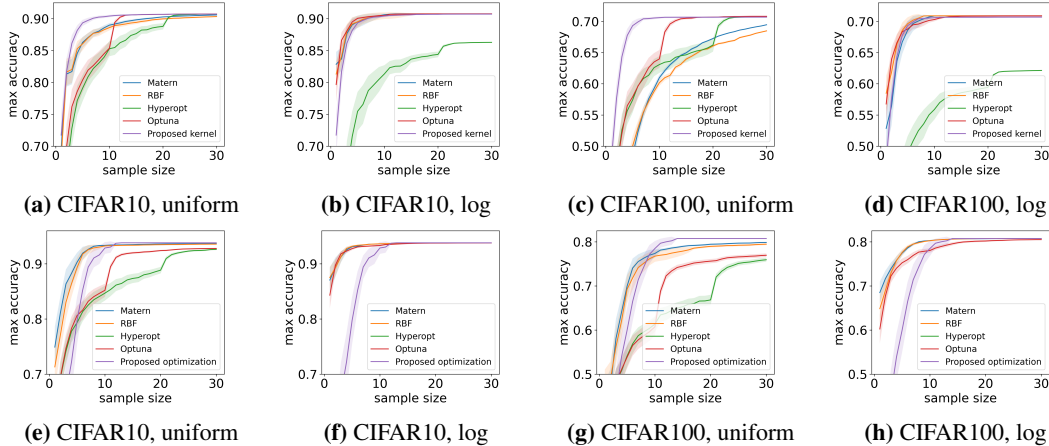 max accuracy
0.90
0.85
0.80
0.75
0.70
0
10
20
30
sample size
Matern
RBF
Hyperopt
Optuna
Proposed kernel
(a) CIFAR10, uniform
max accuracy
0.90
0.85
0.80
0.75
0.70
0
10
20
30
sample size
Matern
RBF
Hyperopt
Optuna
Proposed kernel
(b) CIFAR10, log
max accuracy
0.70
0.65
0.60
0.55
0.50
0
10
20
30
sample size
Matern
RBF
Hyperopt
Optuna
Proposed kernel
(c) CIFAR100, uniform
max accuracy
0.70
0.65
0.60
0.55
0.50
0
10
20
30
sample size
Matern
RBF
Hyperopt
Optuna
Proposed kernel
(d) CIFAR100, log
max accuracy
0.9
0.8
0.7
0
10
20
30
sample size
Matern
RBF
Hyperopt
Optuna
Proposed optimization
(e) CIFAR10, uniform
max accuracy
0.9
0.8
0.7
0
10
20
30
sample size
Matern
RBF
Hyperopt
Optuna
Proposed optimization
(f) CIFAR10, log
max accuracy
0.8
0.7
0.6
0.5
0
10
20
30
sample size
Matern
RBF
Hyperopt
Optuna
Proposed optimization
(g) CIFAR100, uniform
max accuracy
0.8
0.7
0.6
0.5
0
10
20
30
sample size
Matern
RBF
Hyperopt
Optuna
Proposed optimization
(h) CIFAR100, log